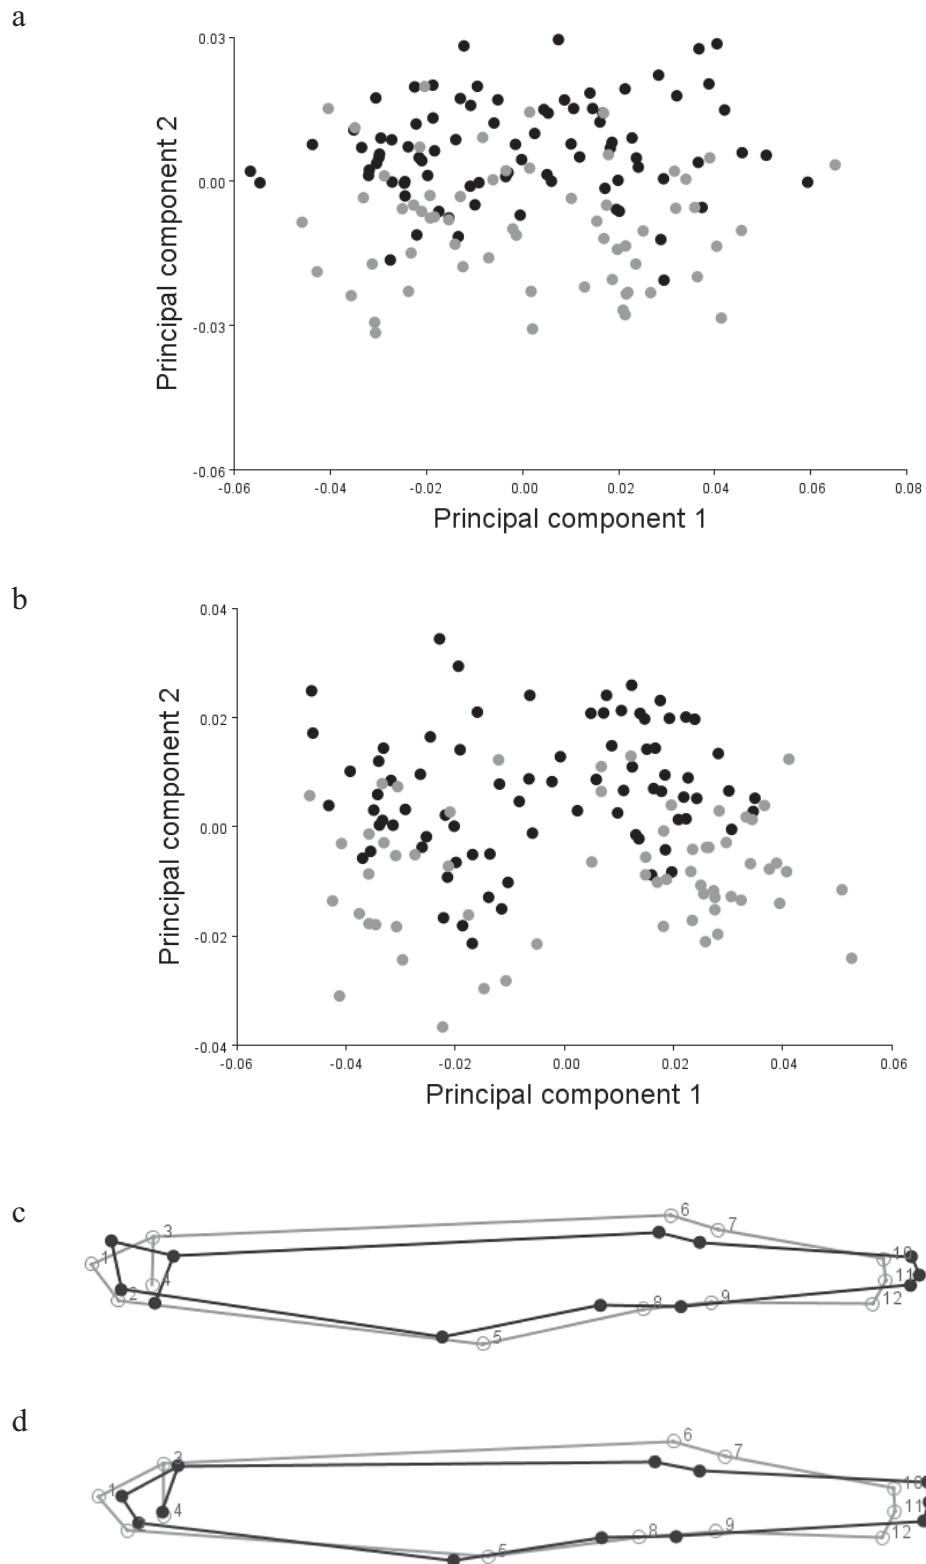 a
0.03
0.00
-0.03
-0.06
Principal component 2
-0.06 -0.04 -0.02 0.00 0.02 0.04 0.06 0.08
Principal component 1
b
0.04
0.02
0.00
-0.02
-0.04
Principal component 2
-0.06 -0.04 -0.02 0.00 0.02 0.04 0.06
Principal component 1
c
1 2 3 4 5 6 7 8 9 10 11 12
d
1 4 5 6 7 8 9 10 11 12